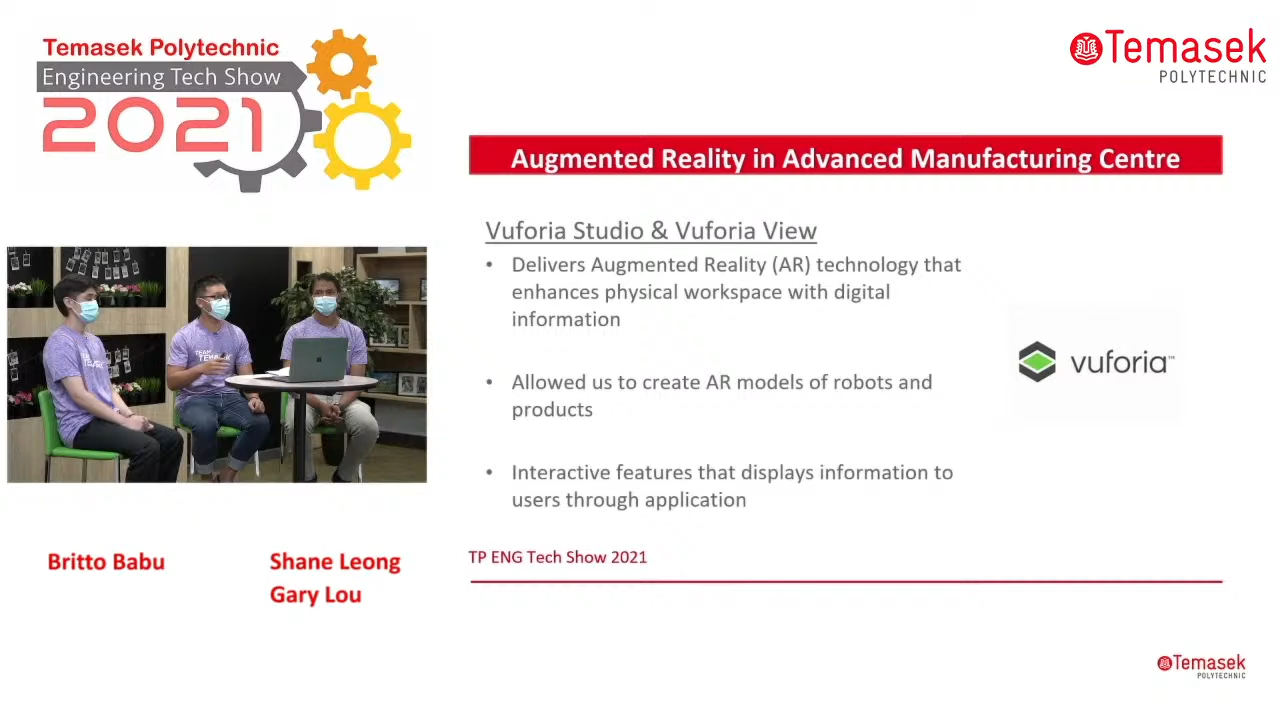 Temasek Polytechnic
Engineering Tech Show
2021
Temasek
POLYTECHNIC
Augmented Reality in Advanced Manufacturing Centre
Vuforia Studio & Vuforia View
• Delivers Augmented Reality (AR) technology that
enhances physical workspace with digital
information
• Allowed us to create AR models of robots and
products
• Interactive features that displays information to
users through application
vuforia™
TEAM
Britto Babu
Shane Leong
Gary Lou
TP ENG Tech Show 2021
Temasek
POLYTECHNIC